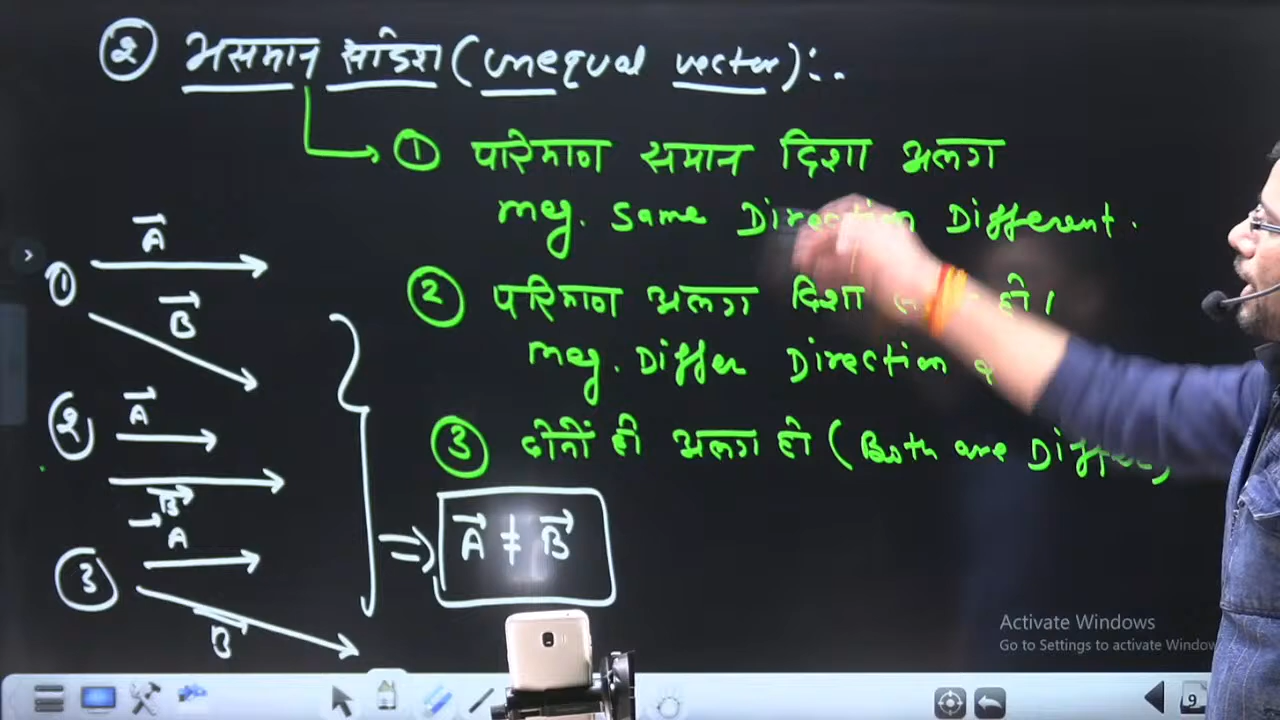 ② असमान सदिश (unequal vector):-
① परिमाण समान दिशा अलग
mag. Same Direction Different.
② परिमाण अलग दिशा हो।
mag. Differ Direction
③ दोनों ही अलग हो (Both are Differ
① A⃗
B⃗
② A⃗
B⃗
③ A⃗
B⃗
⇒ A⃗ ≠ B⃗
Activate Windows
Go to Settings to activate Window
9